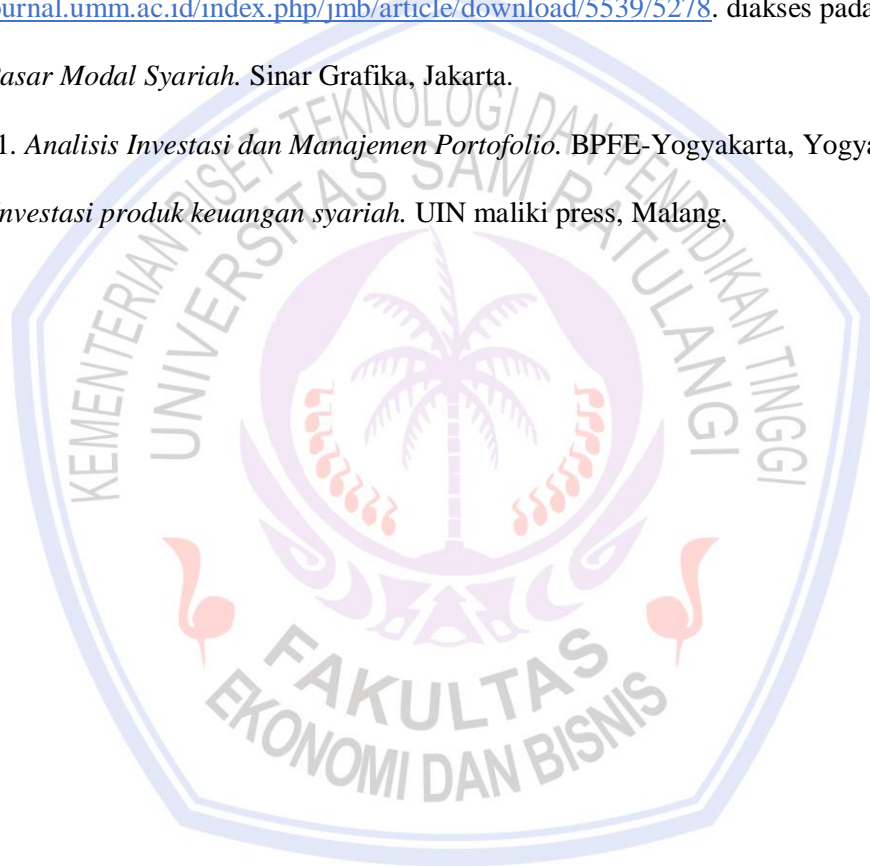 ournal.umm.ac.id/index.php/jmb/article/download/5539/5278. diakses pada
asar Modal Syariah. Sinar Grafika, Jakarta.
1. Analisis Investasi dan Manajemen Portofolio. BPFE-Yogyakarta, Yogya
nvestasi produk keuangan syariah. UIN maliki press, Malang.
KEMENTERIAN RISET TEKNOLOGI DAN PENDIDIKAN TINGGI
UNIVERSITAS SAM RATULANGI
FAKULTAS
EKONOMI DAN BISNIS